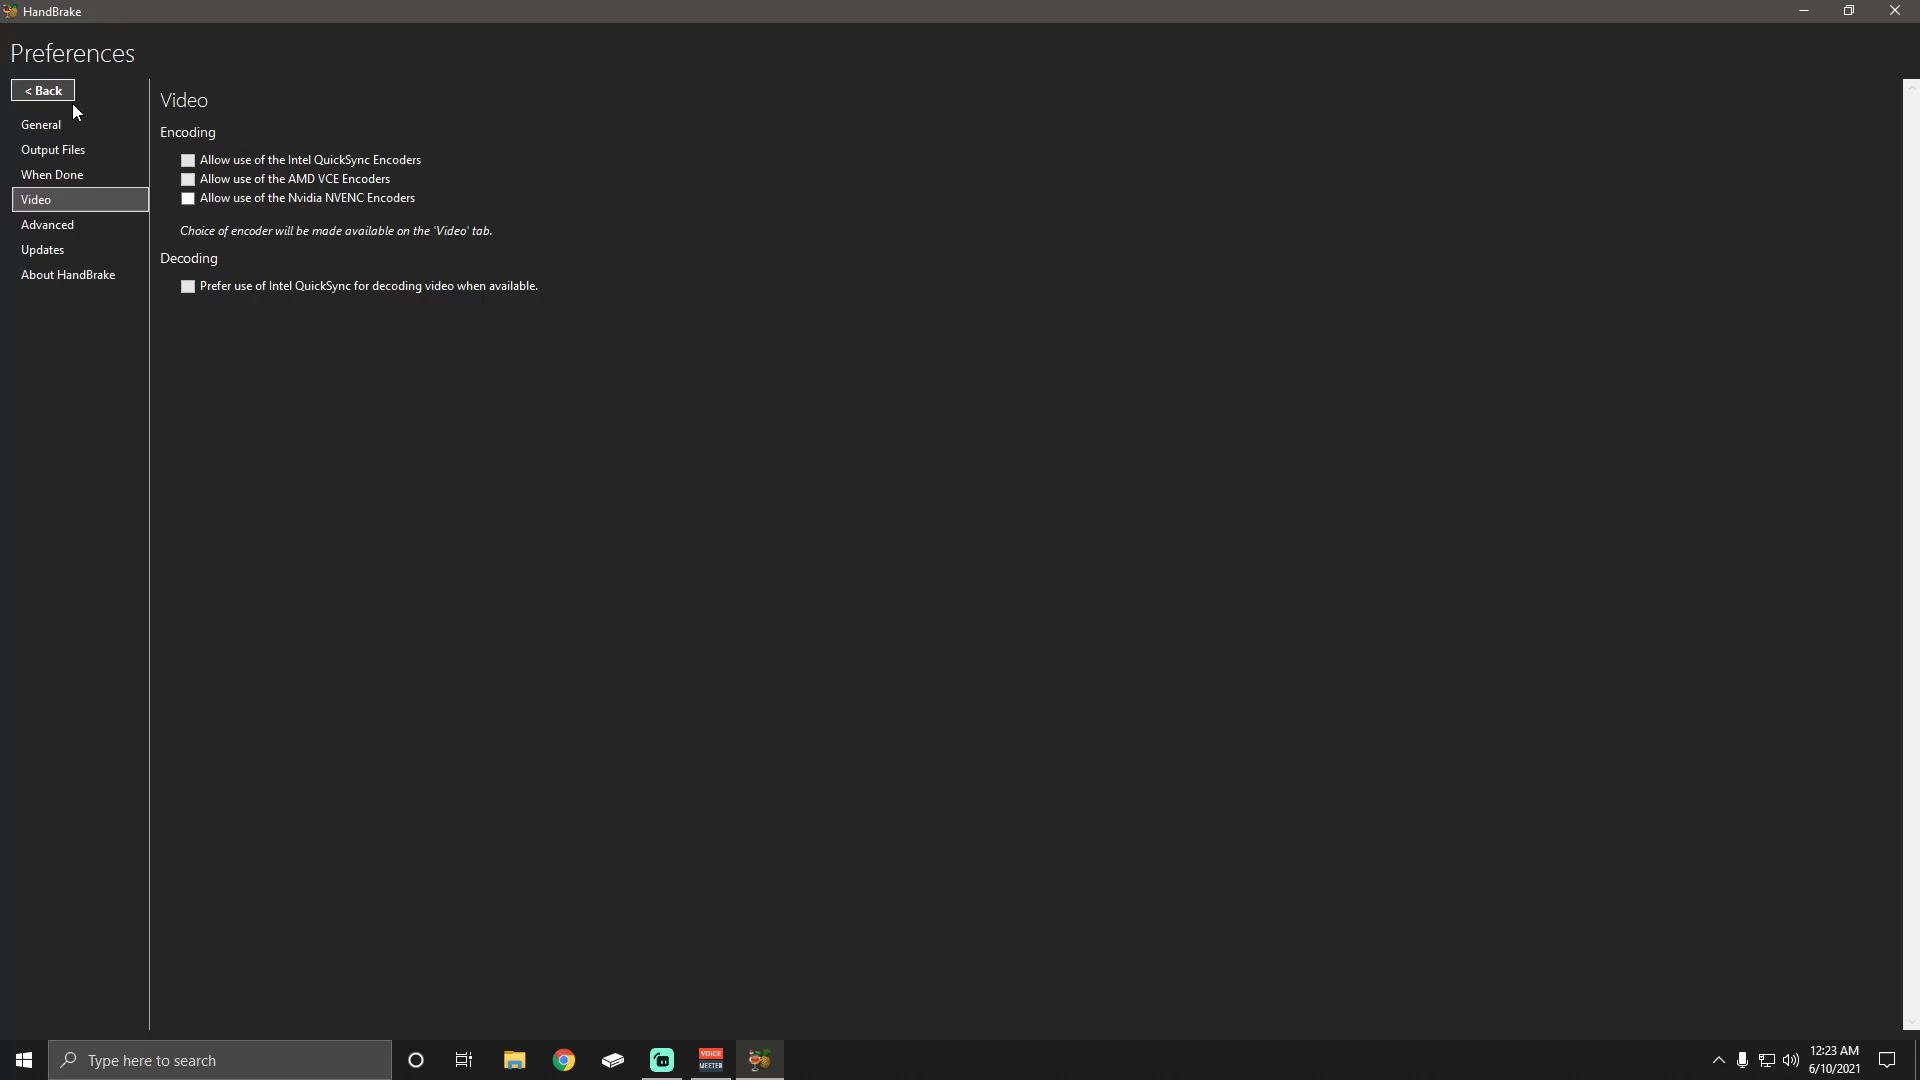 HandBrake
Preferences
< Back
General
Output Files
When Done
Video
Advanced
Updates
About HandBrake
Video
Encoding
Allow use of the Intel QuickSync Encoders
Allow use of the AMD VCE Encoders
Allow use of the Nvidia NVENC Encoders
Choice of encoder will be made available on the 'Video' tab.
Decoding
Prefer use of Intel QuickSync for decoding video when available.
Type here to search
VOICE
MEETER
12:23 AM
6/10/2021